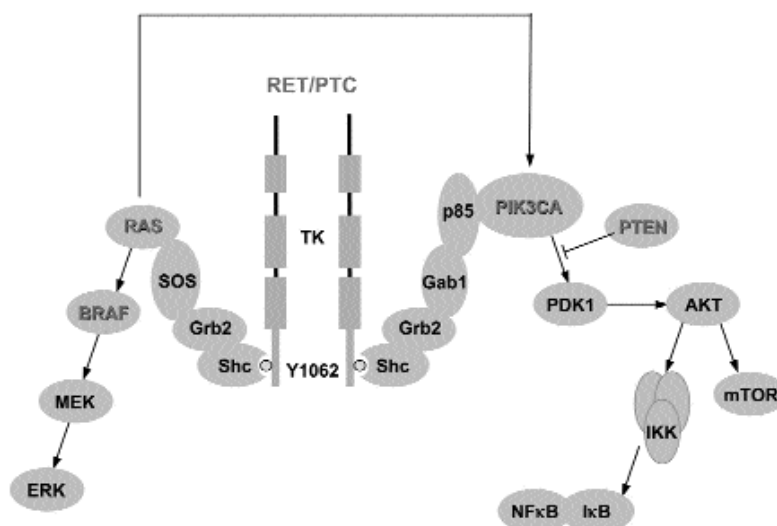 RET/PTC
RAS
TK
p85
PIK3CA
PTEN
SOS
Gab1
BRAF
PDK1
AKT
Grb2
Grb2
Shc
Y1062
Shc
MEK
mTOR
IKK
ERK
NFκB
IκB